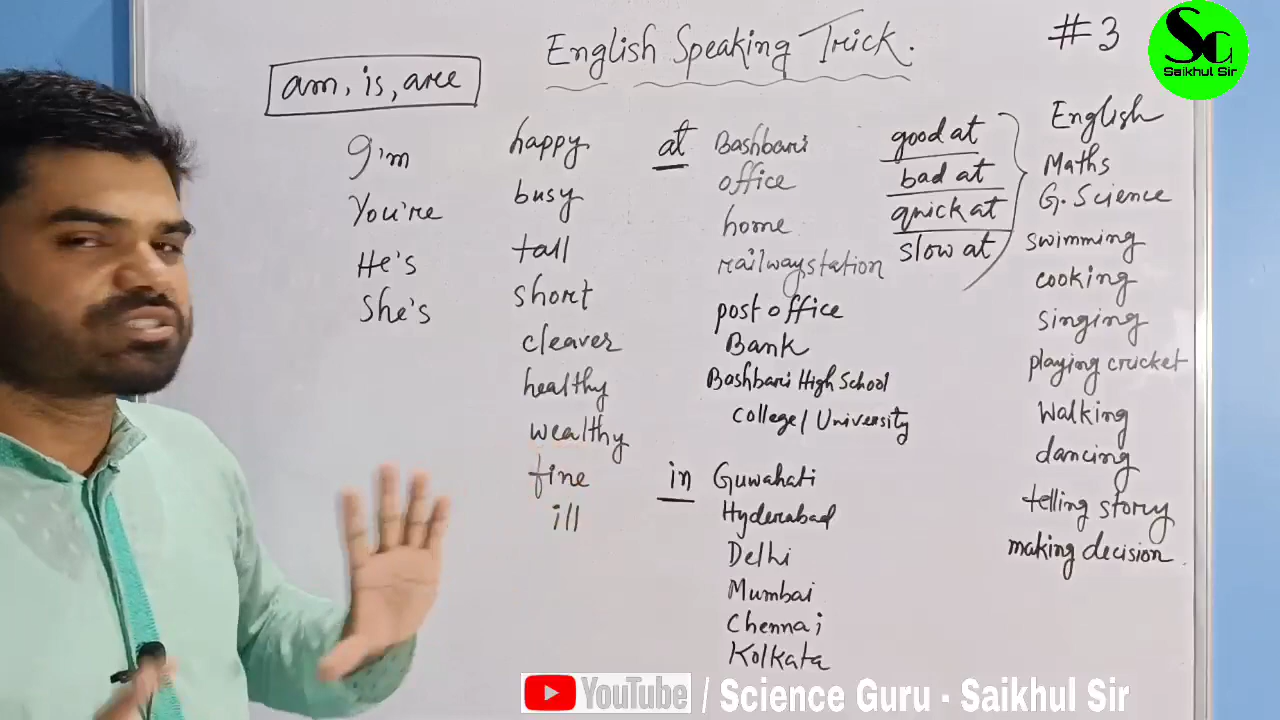 English Speaking Trick.
#3
SG
Saikhul Sir
am, is, are
I'm
You're
He's
She's
happy
busy
tall
short
cleaver
healthy
wealthy
fine
ill
at Bashbari
office
home
railway station
post office
Bank
Bashbari High School
College/University
in Guwahati
Hyderabad
Delhi
Mumbai
Chennai
Kolkata
good at
bad at
quick at
slow at
English
Maths
G. Science
swimming
cooking
singing
playing cricket
walking
dancing
telling story
making decision.
YouTube / Science Guru - Saikhul Sir